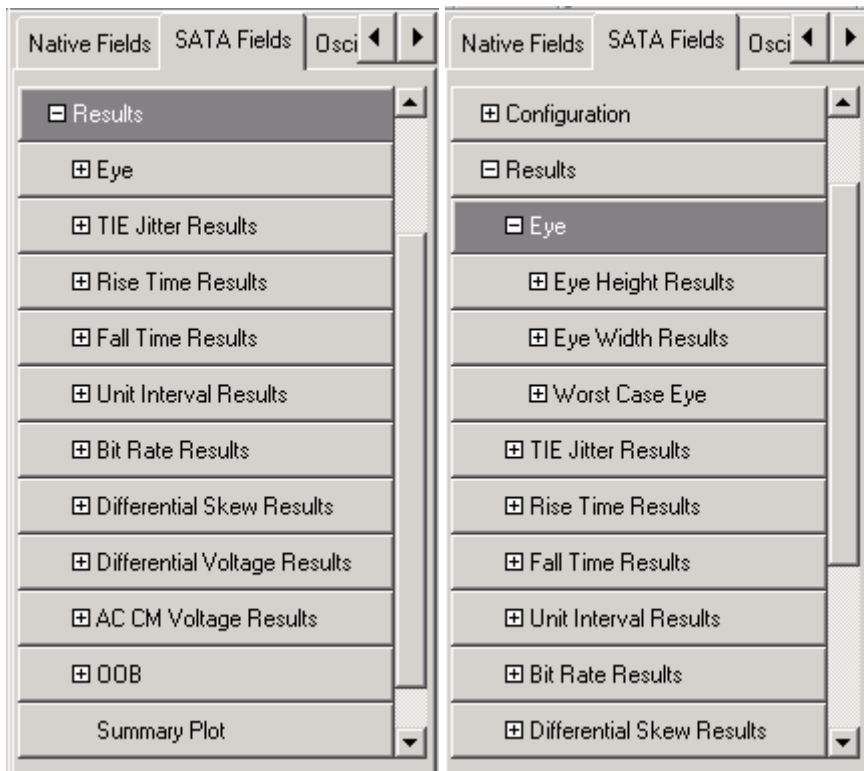 Native Fields SATA Fields Osci
Results
Eye
TIE Jitter Results
Rise Time Results
Fall Time Results
Unit Interval Results
Bit Rate Results
Differential Skew Results
Differential Voltage Results
AC CM Voltage Results
OOB
Summary Plot
Native Fields SATA Fields Osci
Configuration
Results
Eye
Eye Height Results
Eye Width Results
Worst Case Eye
TIE Jitter Results
Rise Time Results
Fall Time Results
Unit Interval Results
Bit Rate Results
Differential Skew Results